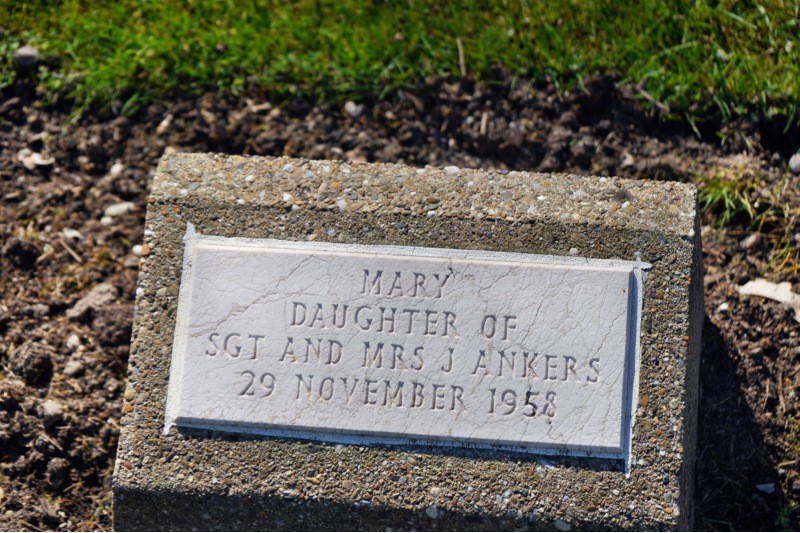 MARY
DAUGHTER OF
SGT AND MRS J ANKERS
29 NOVEMBER 1958